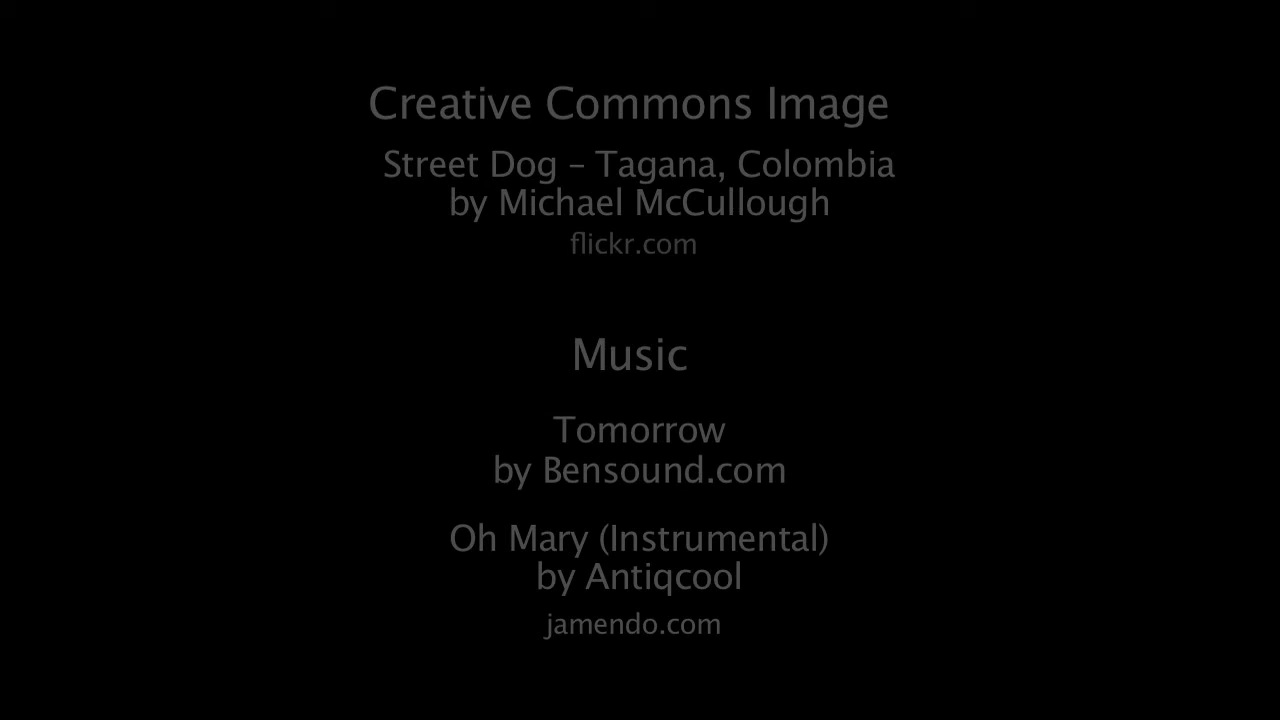 Creative Commons Image
Street Dog – Tagana, Colombia
by Michael McCullough
flickr.com
Music
Tomorrow
by Bensound.com
Oh Mary (Instrumental)
by Antiqcool
jamendo.com